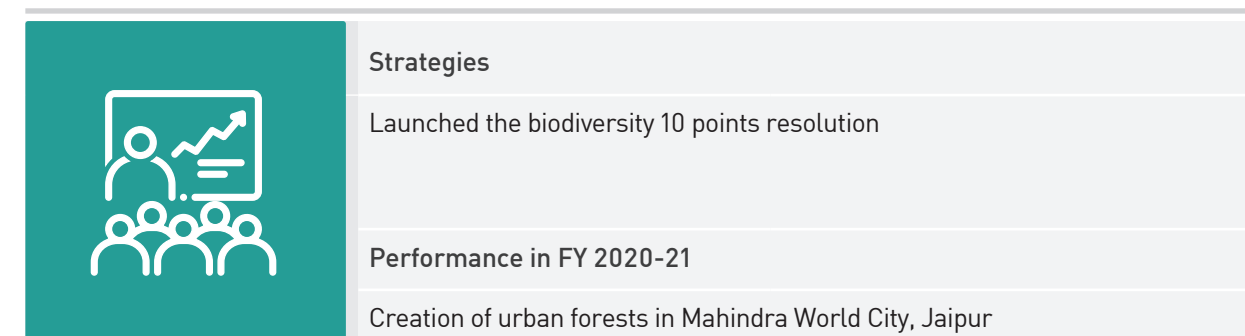 Strategies
Launched the biodiversity 10 points resolution
Performance in FY 2020-21
Creation of urban forests in Mahindra World City, Jaipur